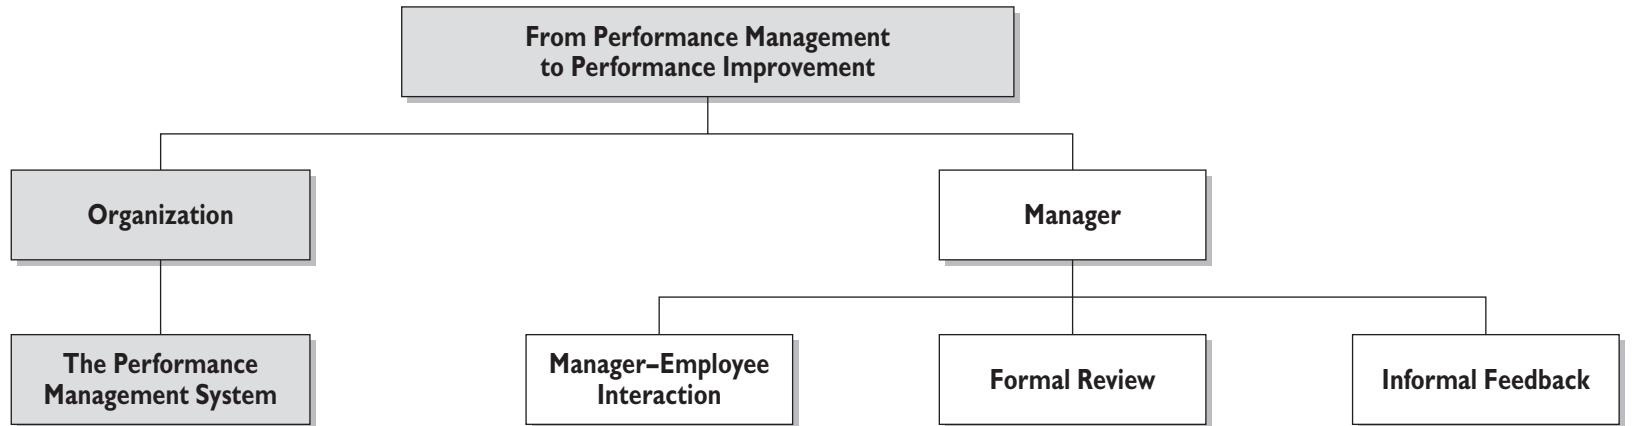 From Performance Management
to Performance Improvement
Organization
Manager
The Performance
Management System
Manager–Employee
Interaction
Formal Review
Informal Feedback